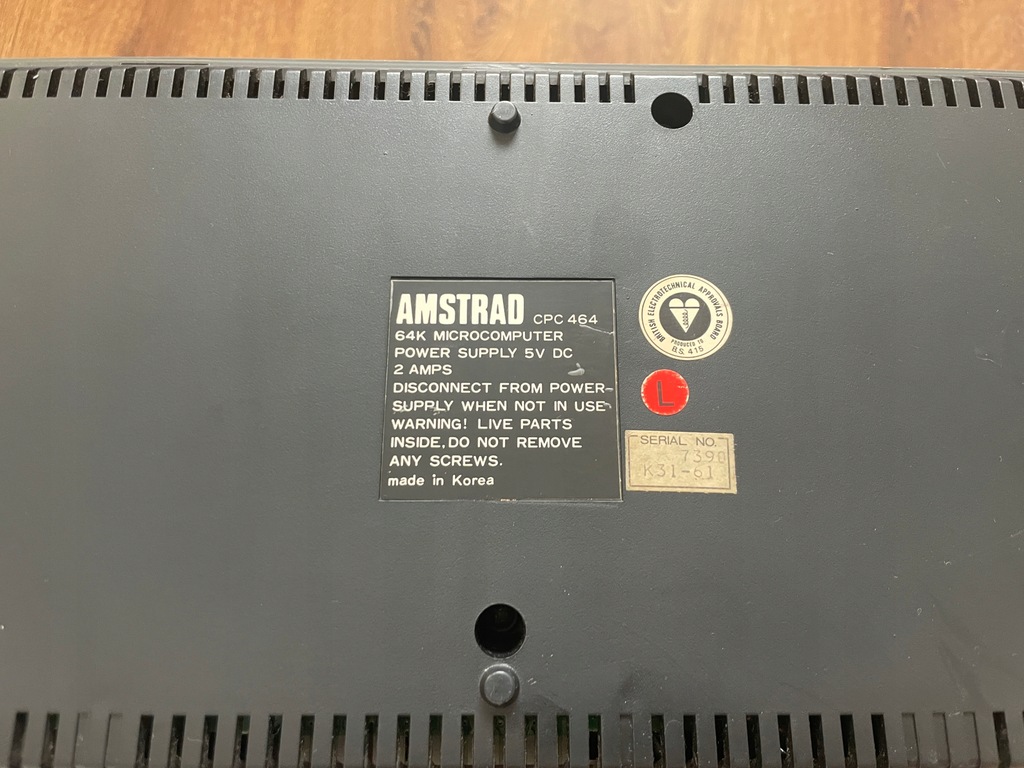 AMSTRAD CPC 464
64K MICROCOMPUTER
POWER SUPPLY 5V DC
2 AMPS
DISCONNECT FROM POWER-
SUPPLY WHEN NOT IN USE
WARNING! LIVE PARTS
INSIDE, DO NOT REMOVE
ANY SCREWS.
made in Korea
BRITISH ELECTROTECHNICAL APPROVALS BOARD
PRODUCED TO
B.S. 415
L
SERIAL NO.
7390
K31-61